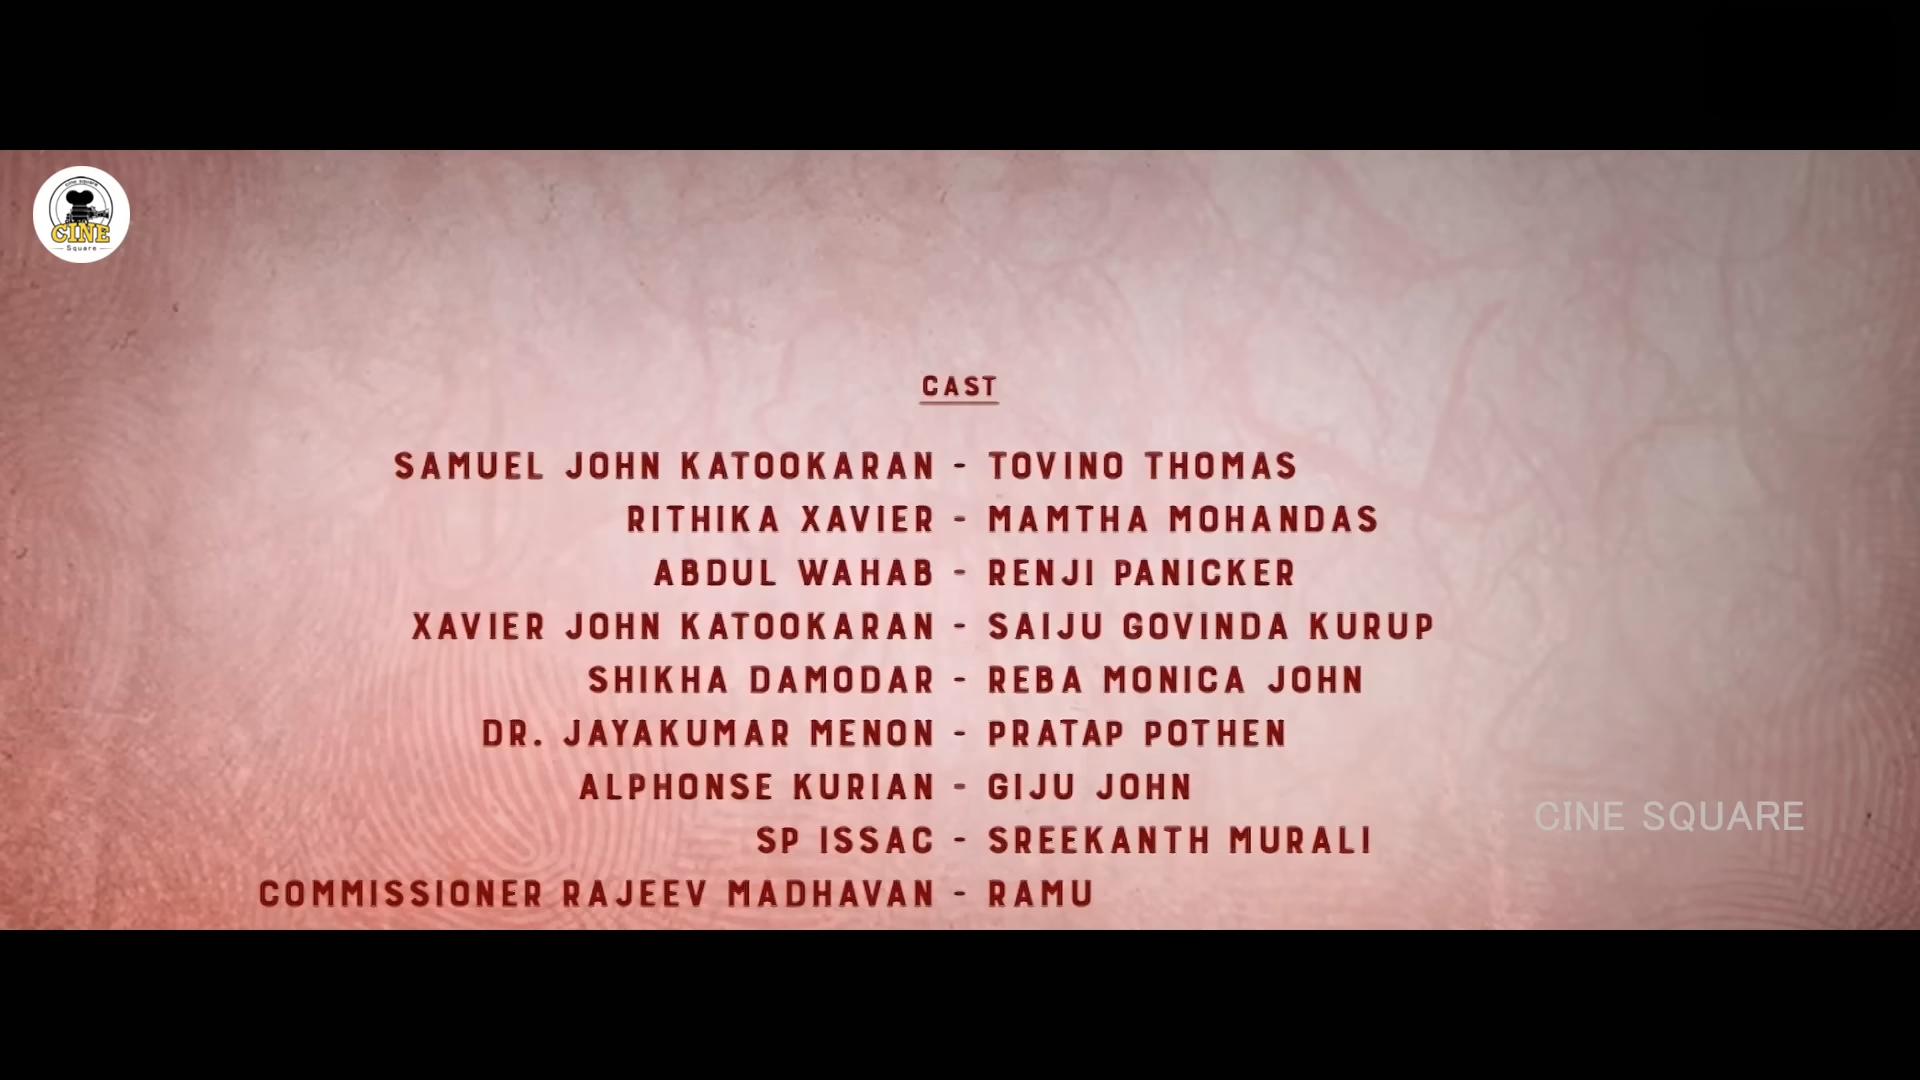 cine square
CINE
Square
CAST
SAMUEL JOHN KATOOKARAN - TOVINO THOMAS
RITHIKA XAVIER - MAMTHA MOHANDAS
ABDUL WAHAB - RENJI PANICKER
XAVIER JOHN KATOOKARAN - SAIJU GOVINDA KURUP
SHIKHA DAMODAR - REBA MONICA JOHN
DR. JAYAKUMAR MENON - PRATAP POTHEN
ALPHONSE KURIAN - GIJU JOHN
SP ISSAC - SREEKANTH MURALI
COMMISSIONER RAJEEV MADHAVAN - RAMU
CINE SQUARE